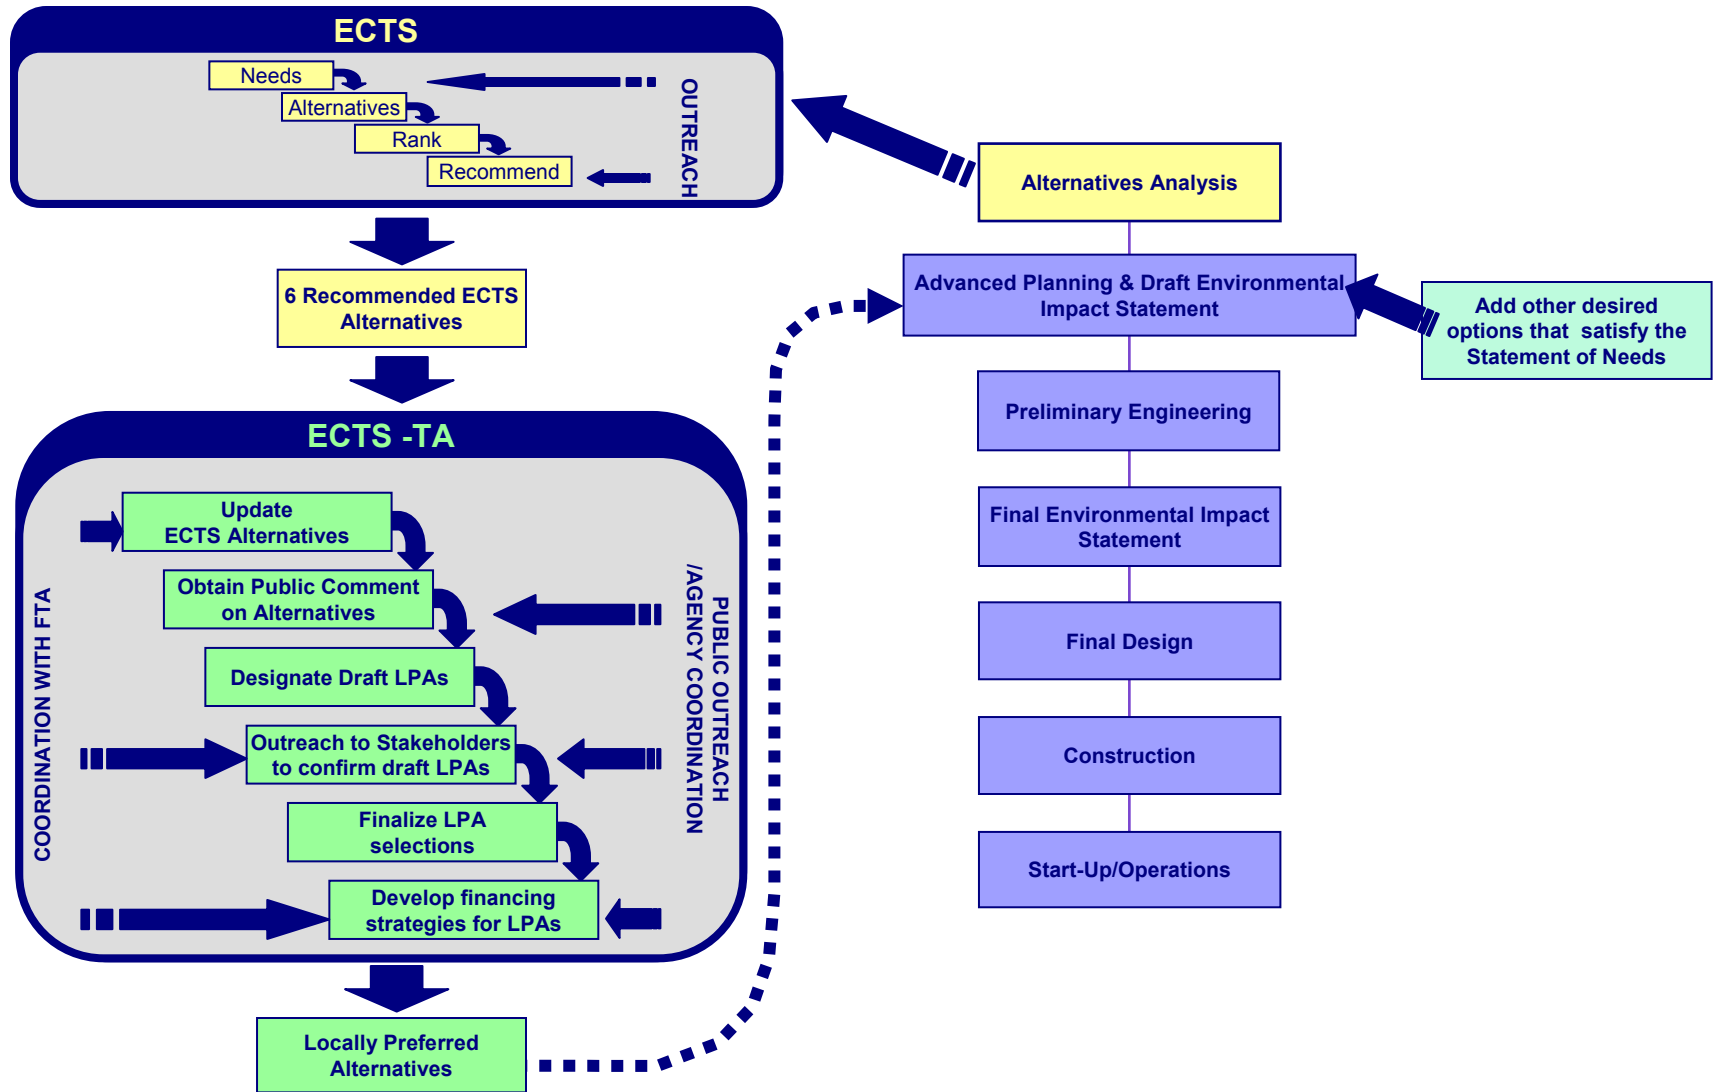 ECTS
Needs
Alternatives
Rank
Recommend
OUTREACH
6 Recommended ECTS
Alternatives
ECTS -TA
COORDINATION WITH FTA
Update
ECTS Alternatives
Obtain Public Comment
on Alternatives
Designate Draft LPAs
Outreach to Stakeholders
to confirm draft LPAs
Finalize LPA
selections
Develop financing
strategies for LPAs
PUBLIC OUTREACH
/AGENCY COORDINATION
Locally Preferred
Alternatives
Alternatives Analysis
Advanced Planning & Draft Environmental
Impact Statement
Add other desired
options that satisfy the
Statement of Needs
Preliminary Engineering
Final Environmental Impact
Statement
Final Design
Construction
Start-Up/Operations